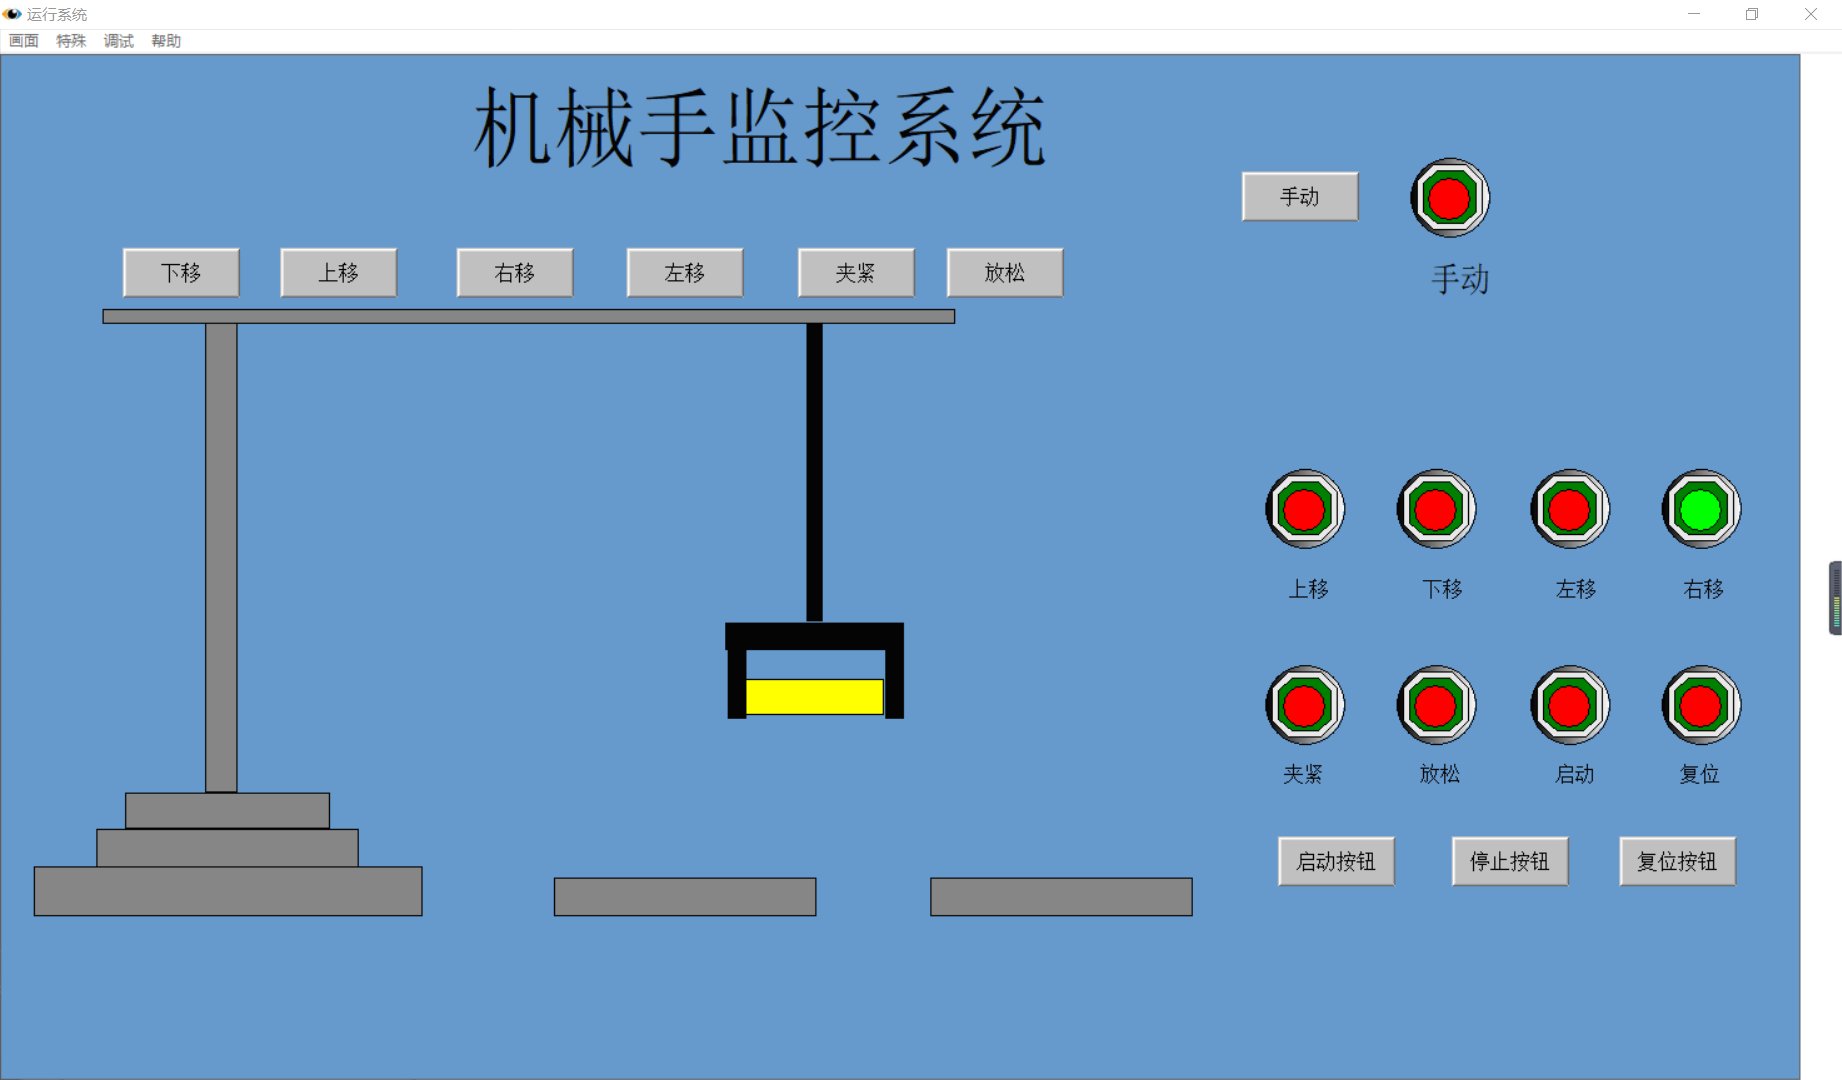 运行系统
画面 特殊 调试 帮助
机械手监控系统
手动
手动
下移 上移 右移 左移 夹紧 放松
上移 下移 左移 右移
夹紧 放松 启动 复位
启动按钮 停止按钮 复位按钮